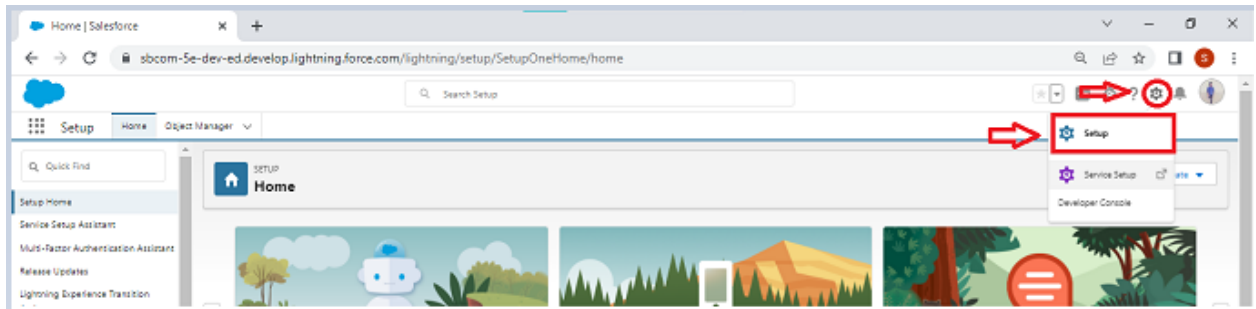 Home | Salesforce
sbcom-5e-dev-ed.develop.lightning.force.com/lightning/setup/SetupOneHome/home
S
Search Setup
?
Setup Home Object Manager
Setup
Quick Find
SETUP
Home
Service Setup
Developer Console
Setup Home
Service Setup Assistant
Multi-Factor Authentication Assistant
Release Updates
Lightning Experience Transition